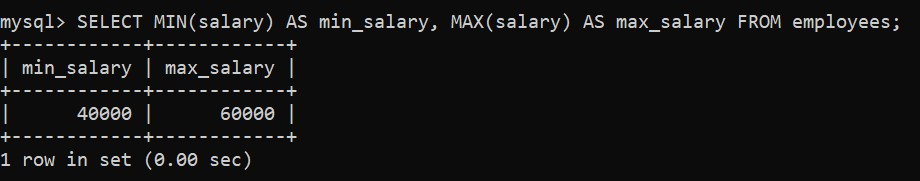 mysql> SELECT MIN(salary) AS min_salary, MAX(salary) AS max_salary FROM employees;
+------------+------------+
| min_salary | max_salary |
+------------+------------+
|      40000 |      60000 |
+------------+------------+
1 row in set (0.00 sec)